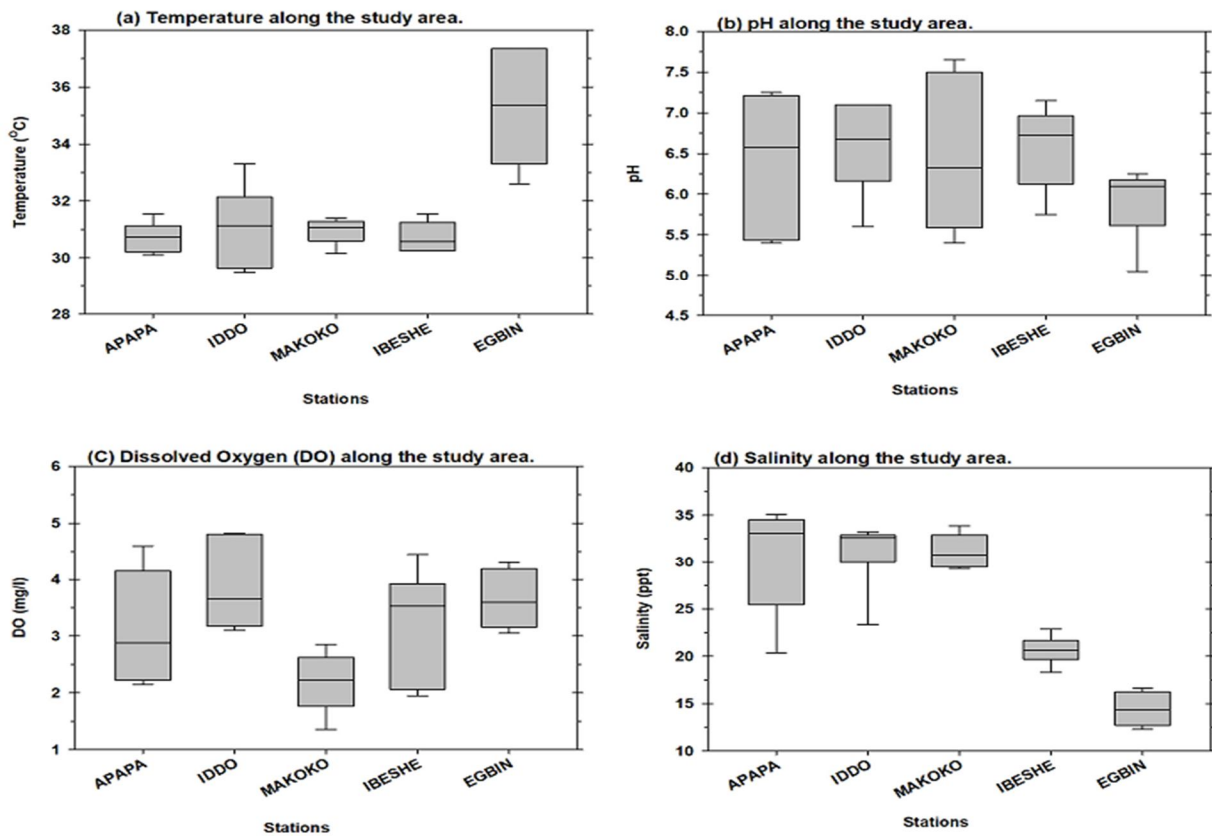 (a) Temperature along the study area.
38
36
34
32
30
28
Temperature (⁰C)
APAPA
IDDO
MAKOKO
IBESHE
EGBIN
Stations
(b) pH along the study area.
8.0
7.5
7.0
6.5
6.0
5.5
5.0
4.5
pH
APAPA
IDDO
MAKOKO
IBESHE
EGBIN
Stations
(C) Dissolved Oxygen (DO) along the study area.
6
5
4
3
2
1
DO (mg/l)
APAPA
IDDO
MAKOKO
IBESHE
EGBIN
Stations
(d) Salinity along the study area.
40
35
30
25
20
15
10
Salinity (ppt)
APAPA
IDDO
MAKOKO
IBESHE
EGBIN
Stations